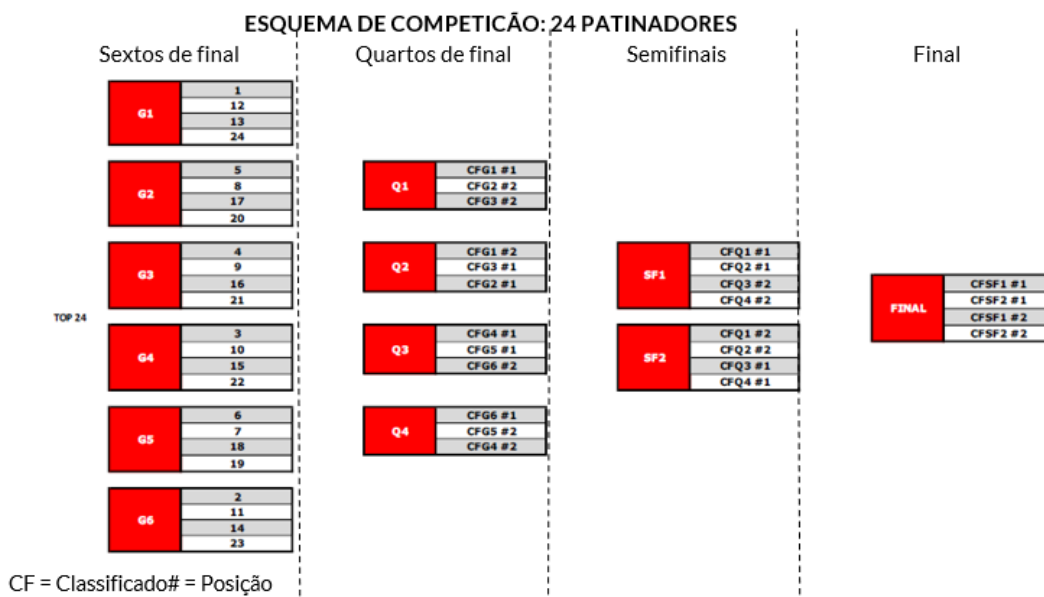 ESQUEMA DE COMPETICÃO: 24 PATINADORES
Sextos de final
G1
1
12
13
24
G2
5
8
17
20
G3
4
9
16
21
TOP 24
G4
3
10
15
22
G5
6
7
18
19
G6
2
11
14
23
Quartos de final
Q1
CFG1 #1
CFG2 #2
CFG3 #2
Q2
CFG1 #2
CFG3 #1
CFG2 #1
Q3
CFG4 #1
CFG5 #1
CFG6 #2
Q4
CFG6 #1
CFG5 #2
CFG4 #2
Semifinais
SF1
CFQ1 #1
CFQ2 #1
CFQ3 #2
CFQ4 #2
SF2
CFQ1 #2
CFQ2 #2
CFQ3 #1
CFQ4 #1
Final
FINAL
CFSF1 #1
CFSF2 #1
CFSF1 #2
CFSF2 #2
CF = Classificado# = Posição